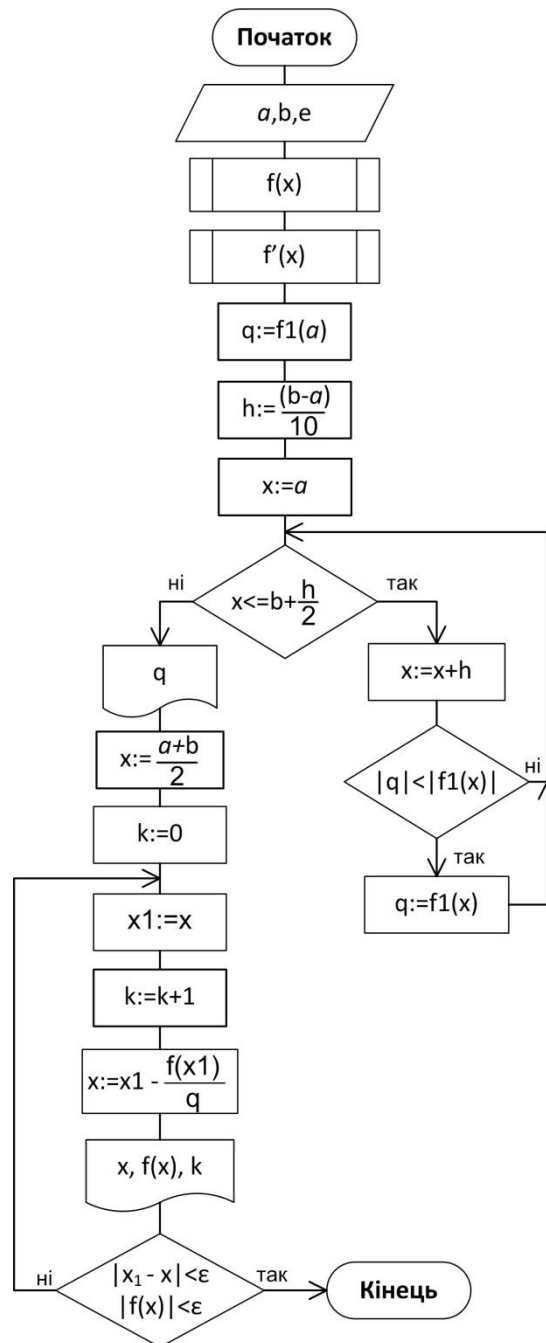 Початок
a,b,e
f(x)
f'(x)
q:=f1(a)
h:=(b-a)/10
x:=a
ні
x<=b+h/2
так
q
x:=x+h
x:=a+b/2
|q|<|f1(x)|
ні
k:=0
так
q:=f1(x)
x1:=x
k:=k+1
x:=x1 - f(x1)/q
x, f(x), k
ні
|x₁ - x|<ε
|f(x)|<ε
так
Кінець